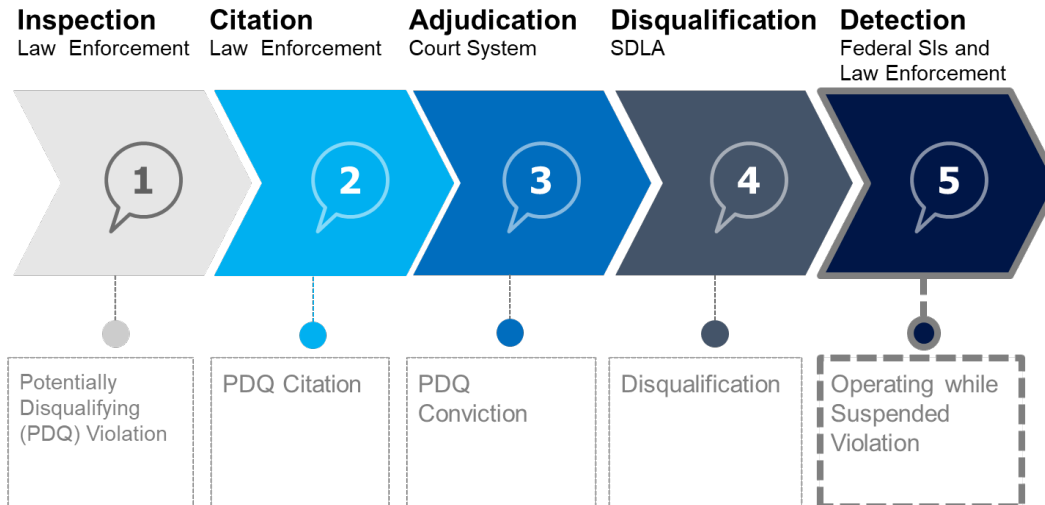 Inspection
Law Enforcement
Citation
Law Enforcement
Adjudication
Court System
Disqualification
SDLA
Detection
Federal SIs and
Law Enforcement
1
2
3
4
5
Potentially
Disqualifying
(PDQ) Violation
PDQ Citation
PDQ
Conviction
Disqualification
Operating while
Suspended
Violation